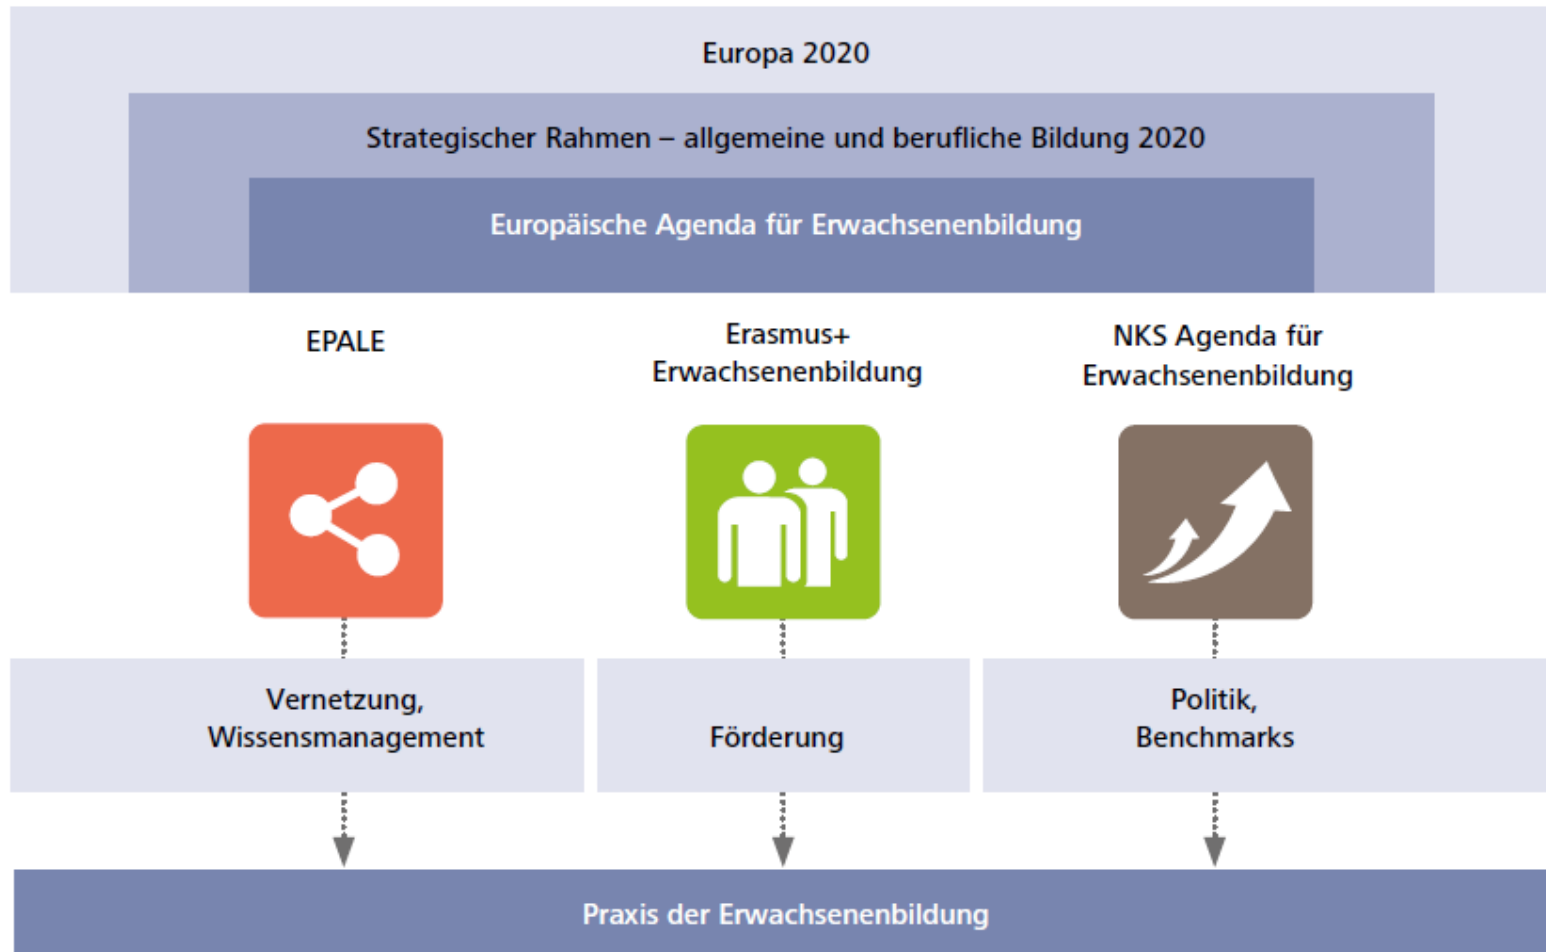 Europa 2020
Strategischer Rahmen – allgemeine und berufliche Bildung 2020
Europäische Agenda für Erwachsenenbildung
EPALE
Erasmus+
Erwachsenenbildung
NKS Agenda für
Erwachsenenbildung
Vernetzung,
Wissensmanagement
Förderung
Politik,
Benchmarks
Praxis der Erwachsenenbildung